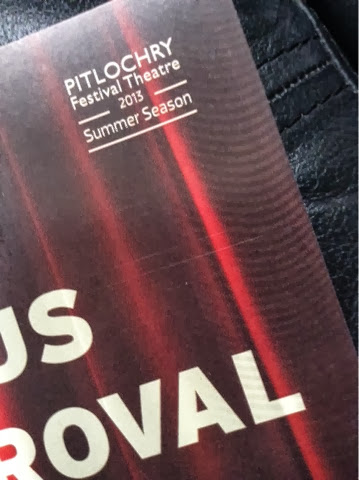 PITLOCHRY
Festival Theatre
2013
Summer Season
US
ROVAL